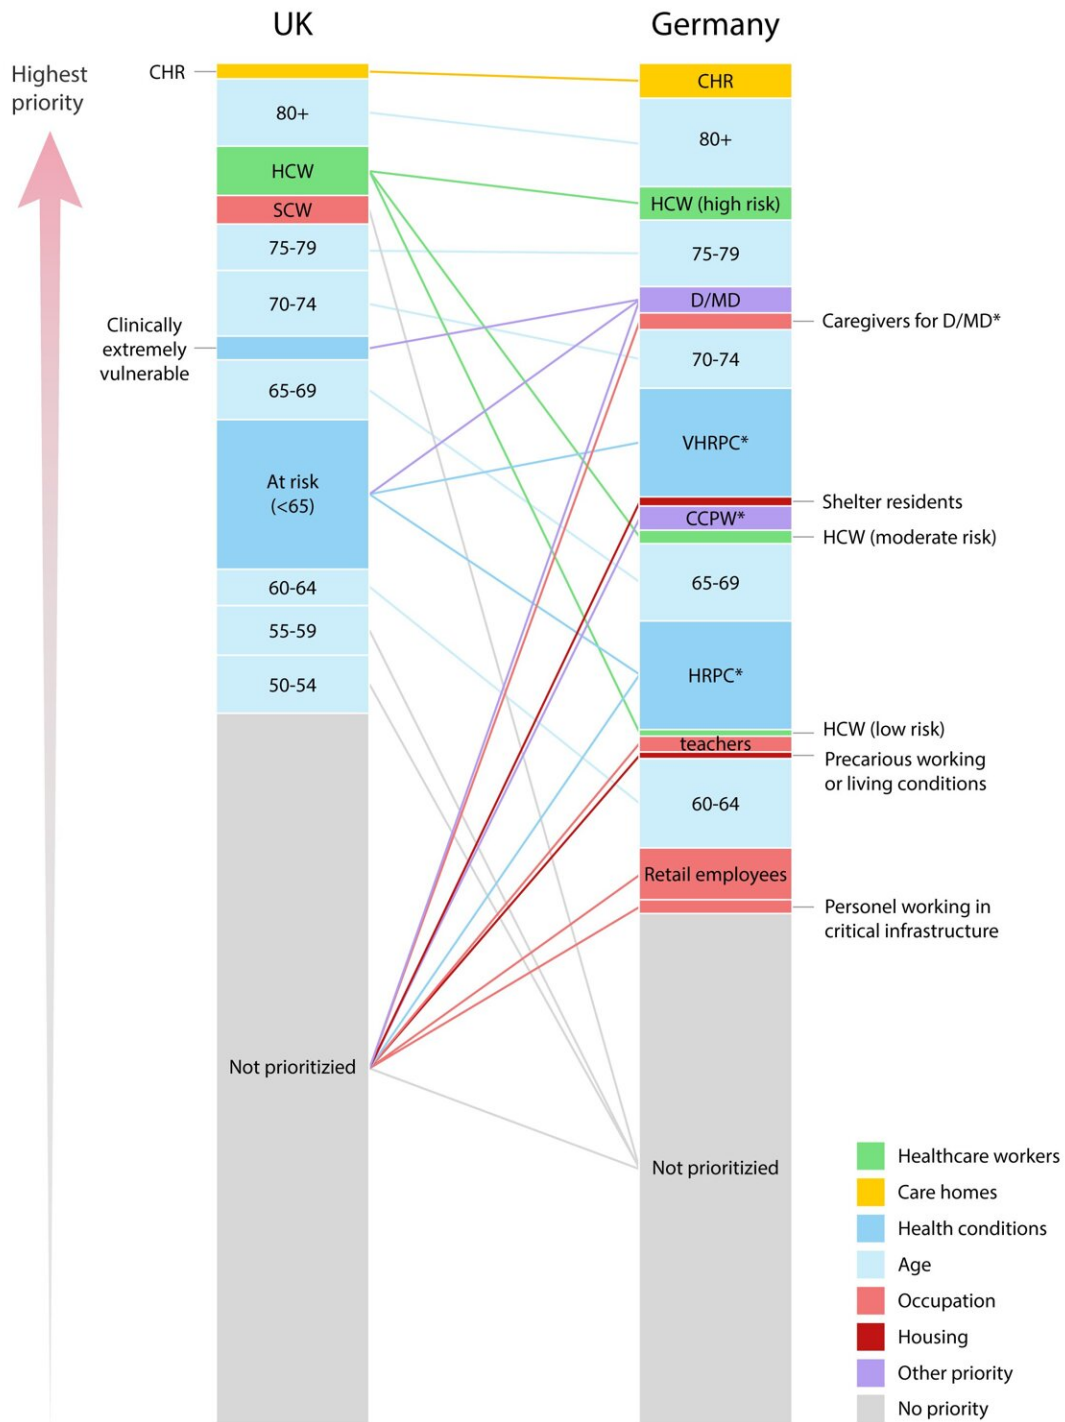 UK
Germany
Highest
priority
CHR
80+
HCW
SCW
75-79
70-74
Clinically
extremely
vulnerable
65-69
At risk
(<65)
60-64
55-59
50-54
Not prioritizied
CHR
80+
HCW (high risk)
75-79
D/MD
Caregivers for D/MD*
70-74
VHRPC*
Shelter residents
CCPW*
HCW (moderate risk)
65-69
HRPC*
HCW (low risk)
teachers
Precarious working
or living conditions
60-64
Retail employees
Personel working in
critical infrastructure
Not prioritizied
Healthcare workers
Care homes
Health conditions
Age
Occupation
Housing
Other priority
No priority